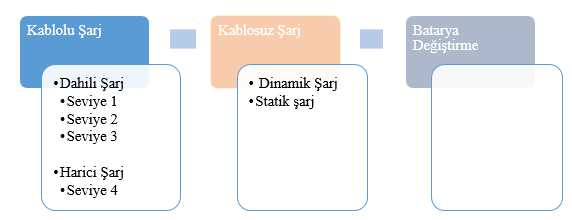 Kablolu Şarj
•Dahili Şarj
•Seviye 1
•Seviye 2
•Seviye 3
•Harici Şarj
•Seviye 4
Kablosuz Şarj
• Dinamik Şarj
•Statik şarj
Batarya
Değiştirme